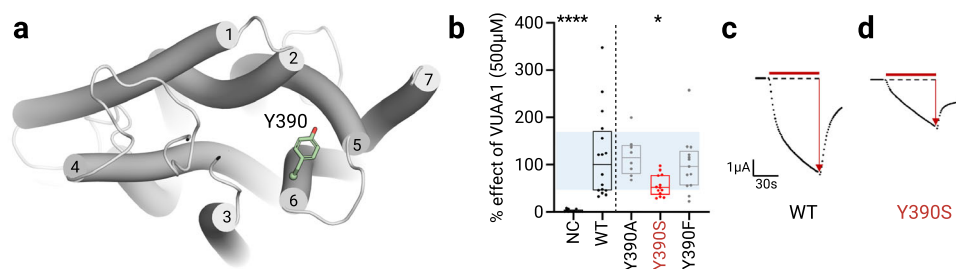 a
1
2
7
Y390
5
4
6
3
b
% effect of VUAA1 (500µM)
400
300
200
100
0
****
*
NC
WT
Y390A
Y390S
Y390F
c
1µA
30s
WT
d
Y390S